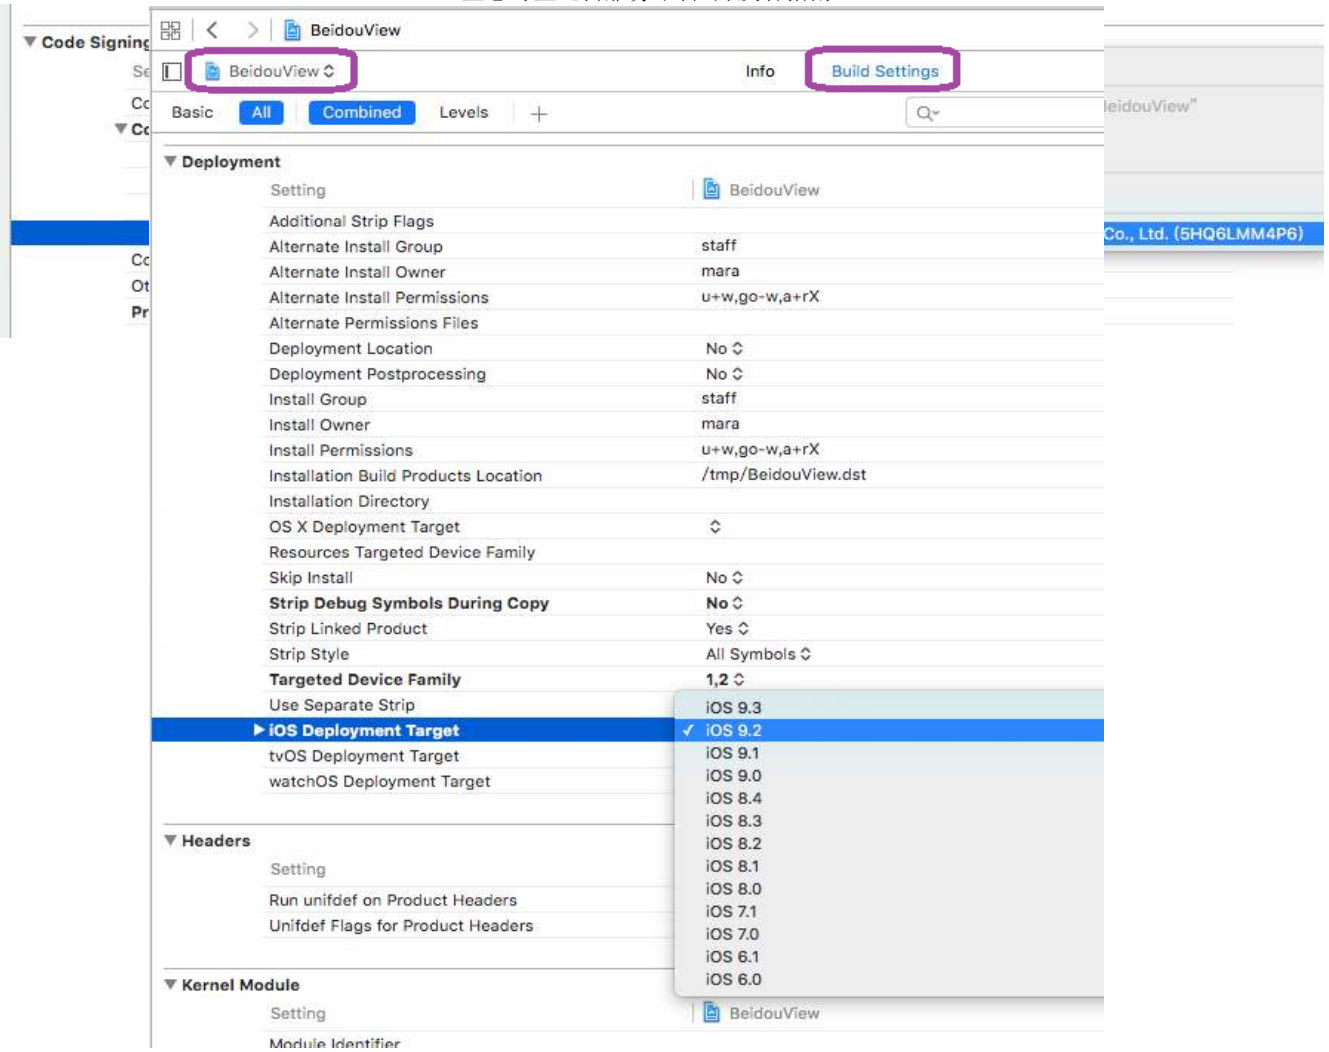 BeidouView
Code Signing
BeidouView
Info
Build Settings
Basic
All
Combined
Levels
BeidouView"
Deployment
Setting
BeidouView
Additional Strip Flags
Alternate Install Group staff
Alternate Install Owner mara
Alternate Install Permissions u+w,go-w,a+rX
Alternate Permissions Files
Co., Ltd. (5HQ6LMM4P6)
Deployment Location No
Deployment Postprocessing No
Install Group staff
Install Owner mara
Install Permissions u+w,go-w,a+rX
Installation Build Products Location /tmp/BeidouView.dst
Installation Directory
OS X Deployment Target
Resources Targeted Device Family
Skip Install No
Strip Debug Symbols During Copy No
Strip Linked Product Yes
Strip Style All Symbols
Targeted Device Family 1,2
Use Separate Strip
iOS Deployment Target
tvOS Deployment Target
watchOS Deployment Target
iOS 9.3
✓ iOS 9.2
iOS 9.1
iOS 9.0
iOS 8.4
iOS 8.3
iOS 8.2
iOS 8.1
iOS 8.0
iOS 7.1
iOS 7.0
iOS 6.1
iOS 6.0
Headers
Setting
Run unifdef on Product Headers
Unifdef Flags for Product Headers
Kernel Module
Setting
BeidouView
Module Identifier